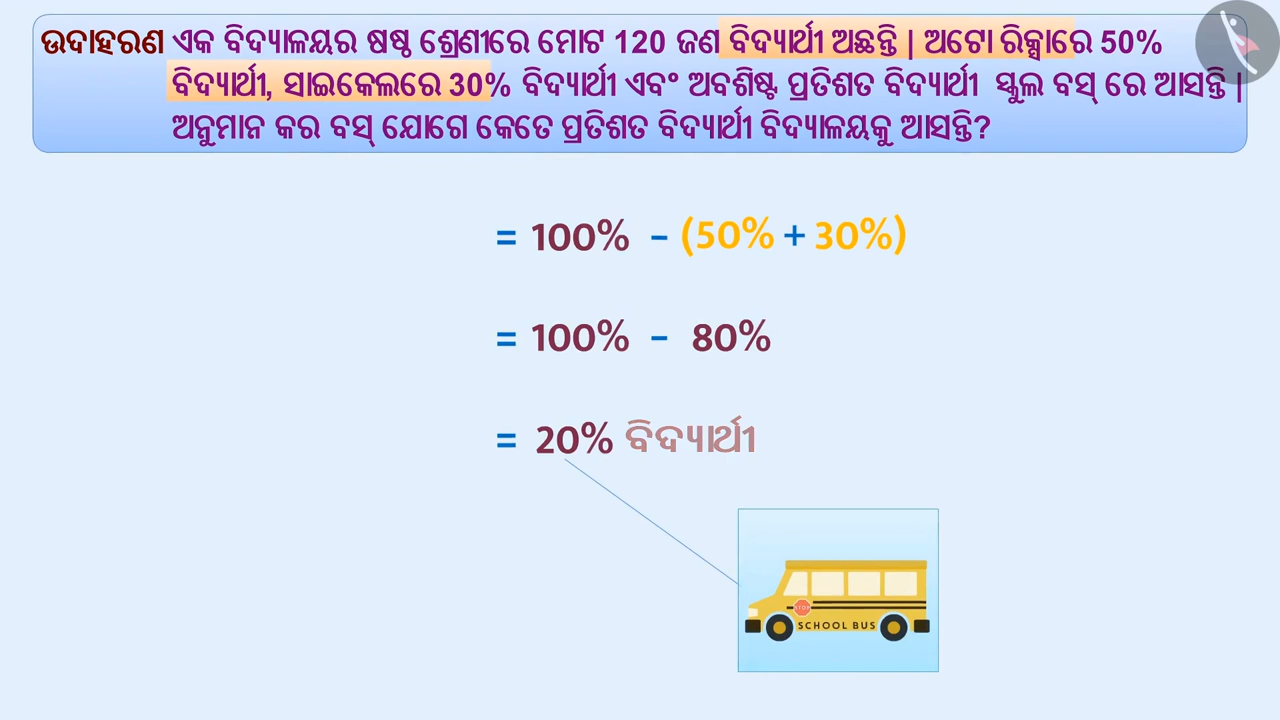 ଉଦାହରଣ ଏକ ବିଦ୍ୟାଳୟର ଷଷ୍ଠ ଶ୍ରେଣୀରେ ମୋଟ 120 ଜଣ ବିଦ୍ୟାର୍ଥୀ ଅଛନ୍ତି | ଅଟୋ ରିକ୍ସାରେ 50%
ବିଦ୍ୟାର୍ଥୀ, ସାଇକେଲରେ 30% ବିଦ୍ୟାର୍ଥୀ ଏବଂ ଅବଶିଷ୍ଟ ପ୍ରତିଶତ ବିଦ୍ୟାର୍ଥୀ ସ୍କୁଲ ବସ୍ ରେ ଆସନ୍ତି |
ଅନୁମାନ କର ବସ୍ ଯୋଗେ କେତେ ପ୍ରତିଶତ ବିଦ୍ୟାର୍ଥୀ ବିଦ୍ୟାଳୟକୁ ଆସନ୍ତି?
= 100% - (50% + 30%)
= 100% - 80%
= 20% ବିଦ୍ୟାର୍ଥୀ
STOP
SCHOOL BUS